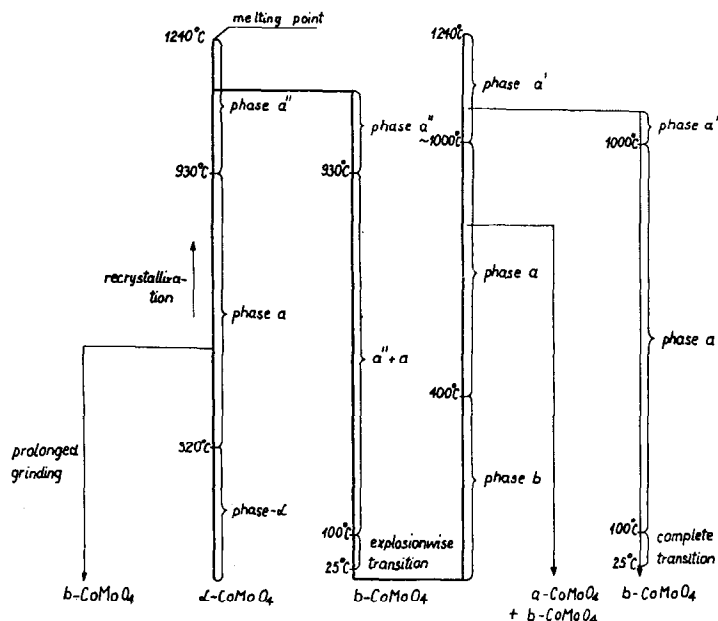 melting point
1240°C
phase a"
930°C
recrystalliza-
tion
phase a
prolonged
grinding
320°C
phase-α
b-CoMoO4
α-CoMoO4
phase a"
930°C
a" + a
100°C
25°C
explosionwise
transition
b-CoMoO4
1240°C
phase a'
~1000°C
phase a
400°C
phase b
a-CoMoO4
+ b-CoMoO4
phase a'
1000°C
phase a
100°C
25°C
complete
transition
b-CoMoO4